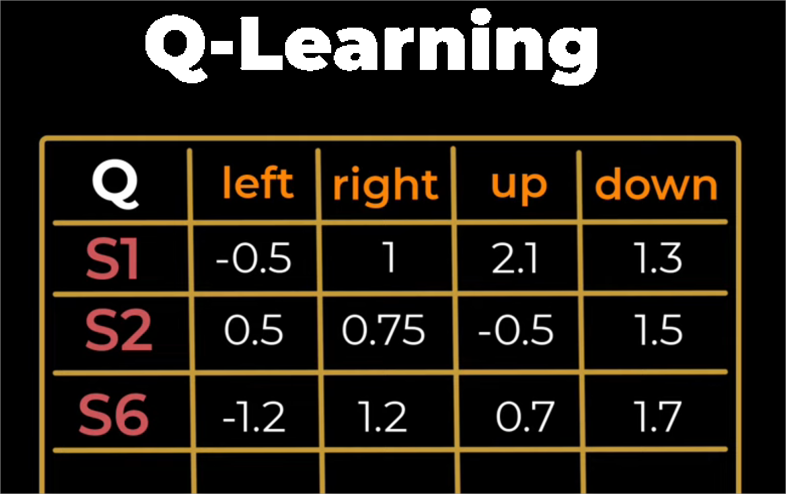 Q-Learning
Q left right up down
S1 -0.5 1 2.1 1.3
S2 0.5 0.75 -0.5 1.5
S6 -1.2 1.2 0.7 1.7